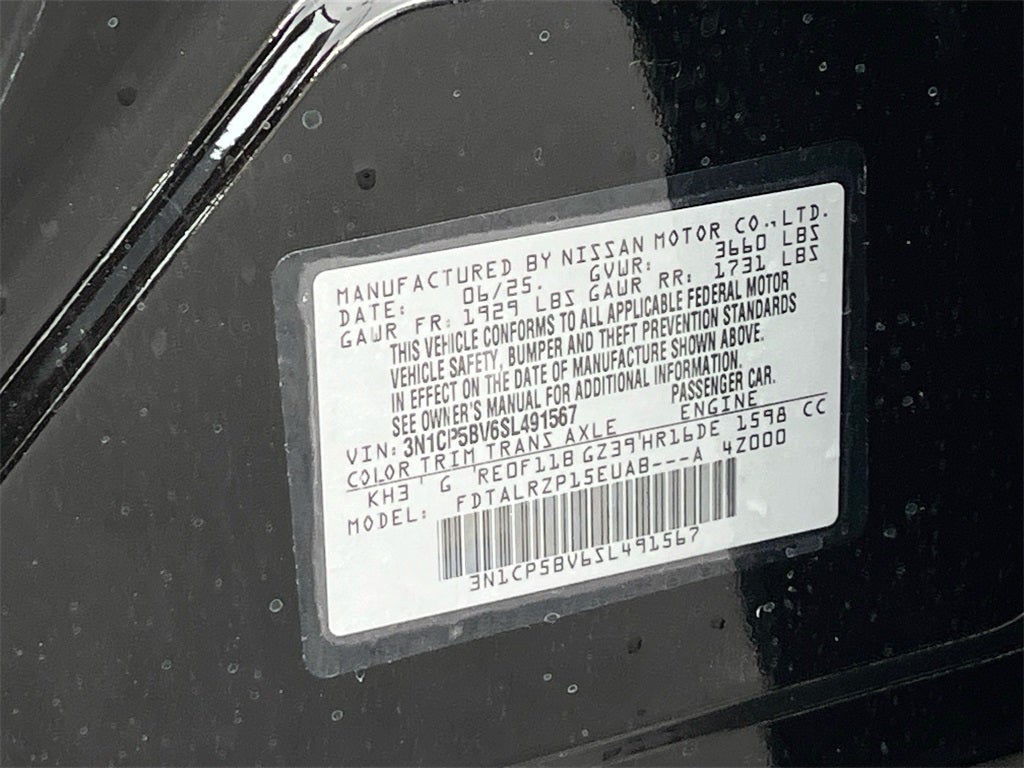 MANUFACTURED BY NISSAN MOTOR CO.,LTD.
DATE: 06/25. GVWR: 3660 LBS
GAWR FR: 1929 LBS GAWR RR: 1731 LBS
THIS VEHICLE CONFORMS TO ALL APPLICABLE FEDERAL MOTOR
VEHICLE SAFETY, BUMPER AND THEFT PREVENTION STANDARDS
IN EFFECT ON THE DATE OF MANUFACTURE SHOWN ABOVE.
SEE OWNER'S MANUAL FOR ADDITIONAL INFORMATION.
VIN: 3N1CP5BV6SL491567 PASSENGER CAR.
COLOR TRIM TRANS AXLE ENGINE
KH3 G RE0F11B GZ39 HR16DE 1598 CC
MODEL: FDTALRZP15EUA8---A 4Z000
3N1CP5BV6SL491567